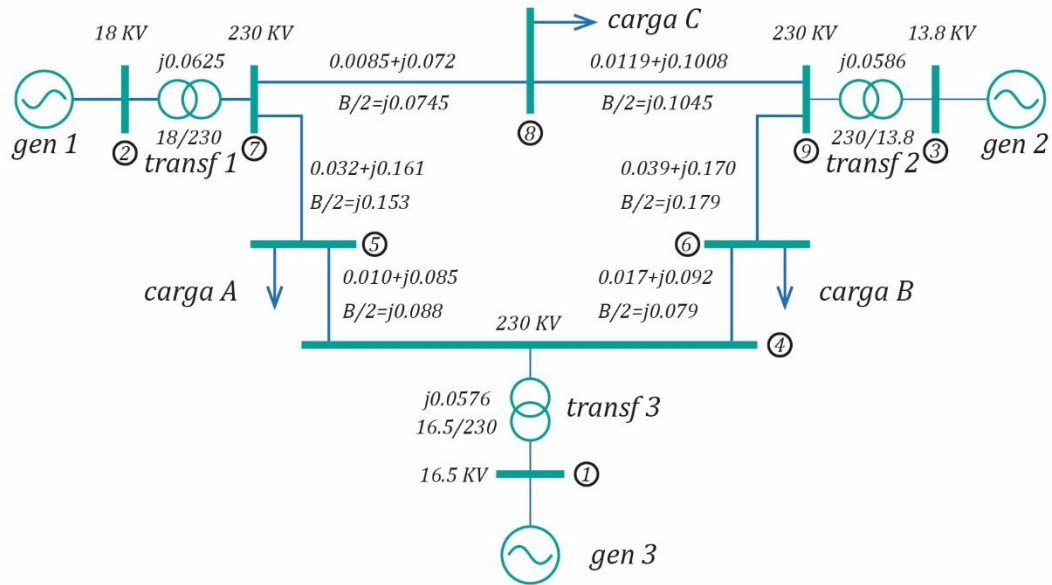 carga C
18 KV
230 KV
230 KV
13.8 KV
j0.0625
0.0085+j0.072
0.0119+j0.1008
j0.0586
B/2=j0.0745
B/2=j0.1045
gen 1
2
18/230
transf 1
7
8
9
230/13.8
transf 2
3
gen 2
0.032+j0.161
B/2=j0.153
0.039+j0.170
B/2=j0.179
5
6
carga A
0.010+j0.085
B/2=j0.088
0.017+j0.092
B/2=j0.079
carga B
230 KV
4
j0.0576
16.5/230
transf 3
16.5 KV
1
gen 3